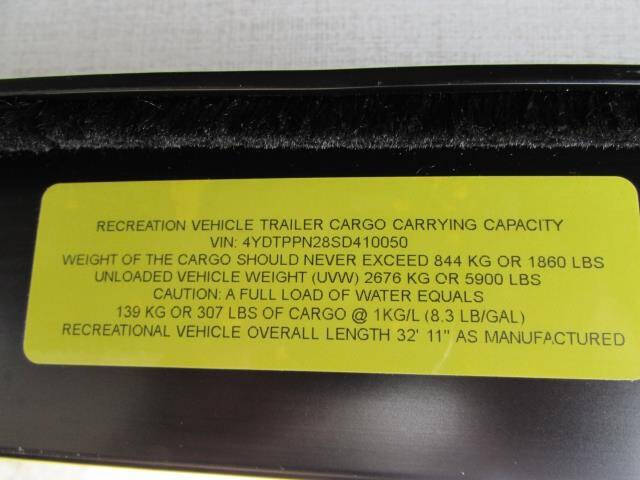 RECREATION VEHICLE TRAILER CARGO CARRYING CAPACITY
VIN: 4YDTPPN28SD410050
WEIGHT OF THE CARGO SHOULD NEVER EXCEED 844 KG OR 1860 LBS
UNLOADED VEHICLE WEIGHT (UVW) 2676 KG OR 5900 LBS
CAUTION: A FULL LOAD OF WATER EQUALS
139 KG OR 307 LBS OF CARGO @ 1KG/L (8.3 LB/GAL)
RECREATIONAL VEHICLE OVERALL LENGTH 32' 11" AS MANUFACTURED